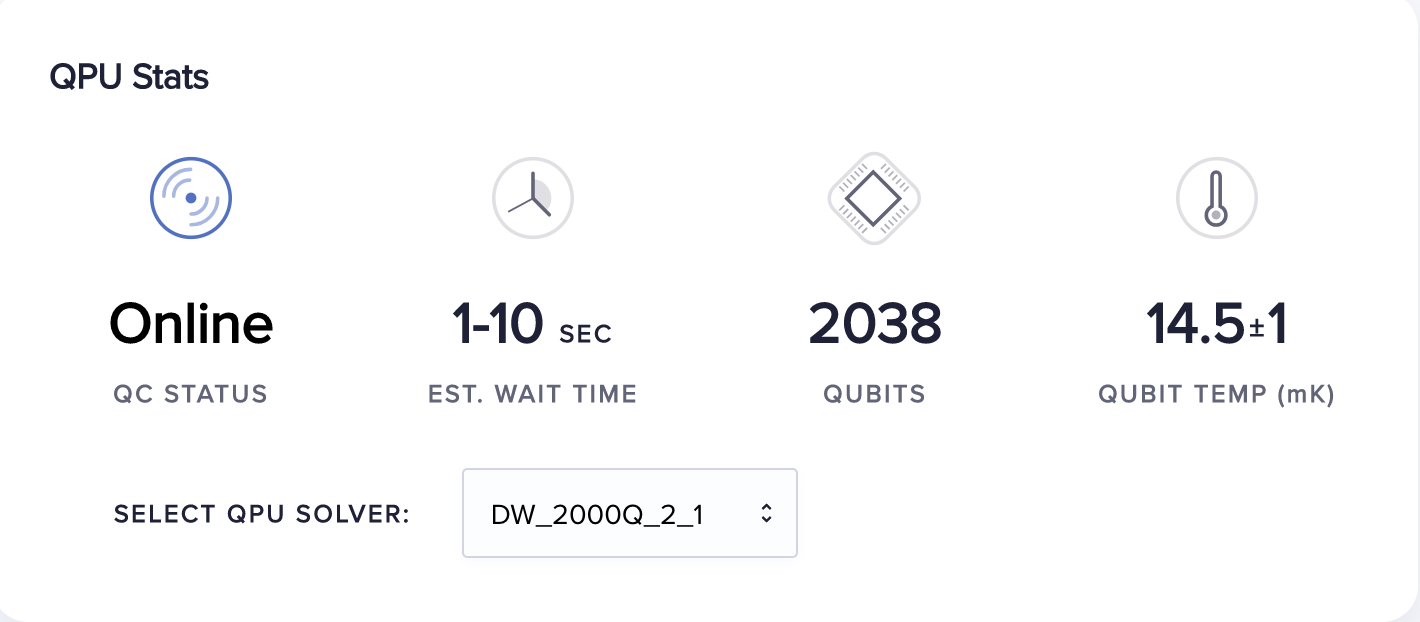 QPU Stats
Online 1-10 SEC 2038 14.5±1
QC STATUS EST. WAIT TIME QUBITS QUBIT TEMP (mK)
SELECT QPU SOLVER: DW_2000Q_2_1